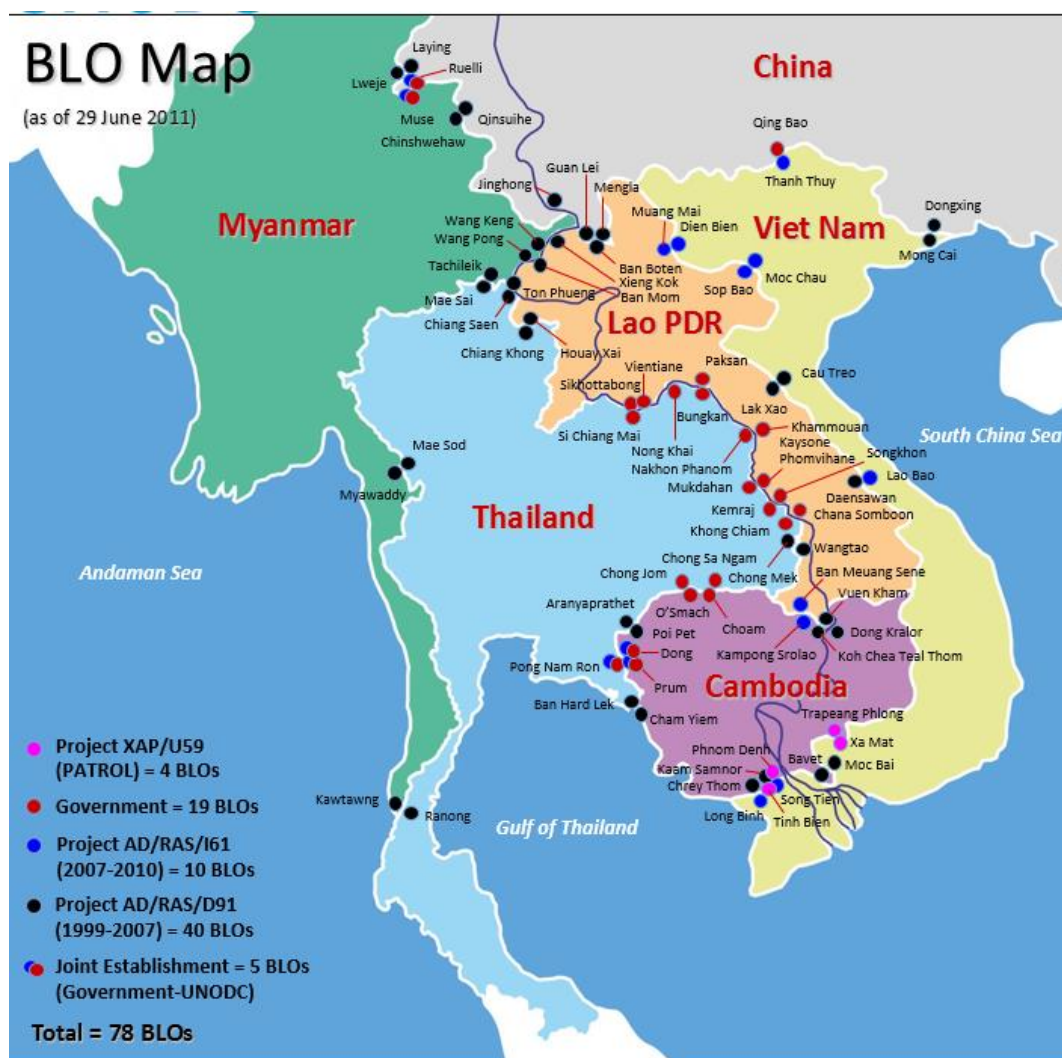 BLO Map
(as of 29 June 2011)
China
Myanmar
Viet Nam
Lao PDR
Thailand
Cambodia
South China Sea
Andaman Sea
Gulf of Thailand
Laying
Ruelli
Lweje
Muse
Qinsuihe
Chinshwehaw
Qing Bao
Thanh Thuy
Guan Lei
Mengla
Jinghong
Dongxing
Mong Cai
Muang Mai
Dien Bien
Wang Keng
Wang Pong
Tachileik
Mae Sai
Ban Boten
Xieng Kok
Ban Mom
Ton Phueng
Chiang Saen
Moc Chau
Sop Bao
Chiang Khong
Houay Xai
Vientiane
Paksan
Sikhottabong
Cau Treo
Lak Xao
Bungkan
Si Chiang Mai
Nong Khai
Nakhon Phanom
Khammouan
Kaysone
Phomvihane
Songkhon
Mae Sod
Myawaddy
Mukdahan
Lao Bao
Daensawan
Kemraj
Chana Somboon
Khong Chiam
Wangtao
Chong Sa Ngam
Chong Mek
Chong Jom
Ban Meuang Sene
Vuen Kham
Aranyaprathet
O'Smach
Choam
Poi Pet
Dong
Dong Kralor
Kampong Srolao
Koh Chea Teal Thom
Pong Nam Ron
Prum
Ban Hard Lek
Cham Yiem
Trapeang Phlong
Xa Mat
Phnom Denh
Bavet
Moc Bai
Kaam Samnor
Chrey Thom
Song Tien
Long Binh
Tinh Bien
Kawtawng
Ranong
Project XAP/U59
(PATROL) = 4 BLOs
Government = 19 BLOs
Project AD/RAS/I61
(2007-2010) = 10 BLOs
Project AD/RAS/D91
(1999-2007) = 40 BLOs
Joint Establishment = 5 BLOs
(Government-UNODC)
Total = 78 BLOs